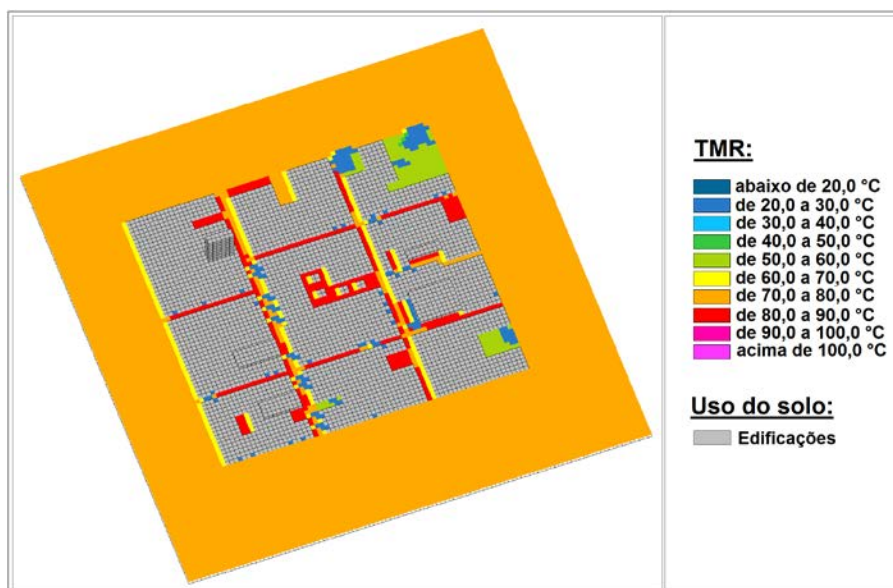 TMR:
abaixo de 20,0 °C
de 20,0 a 30,0 °C
de 30,0 a 40,0 °C
de 40,0 a 50,0 °C
de 50,0 a 60,0 °C
de 60,0 a 70,0 °C
de 70,0 a 80,0 °C
de 80,0 a 90,0 °C
de 90,0 a 100,0 °C
acima de 100,0 °C
Uso do solo:
Edificações